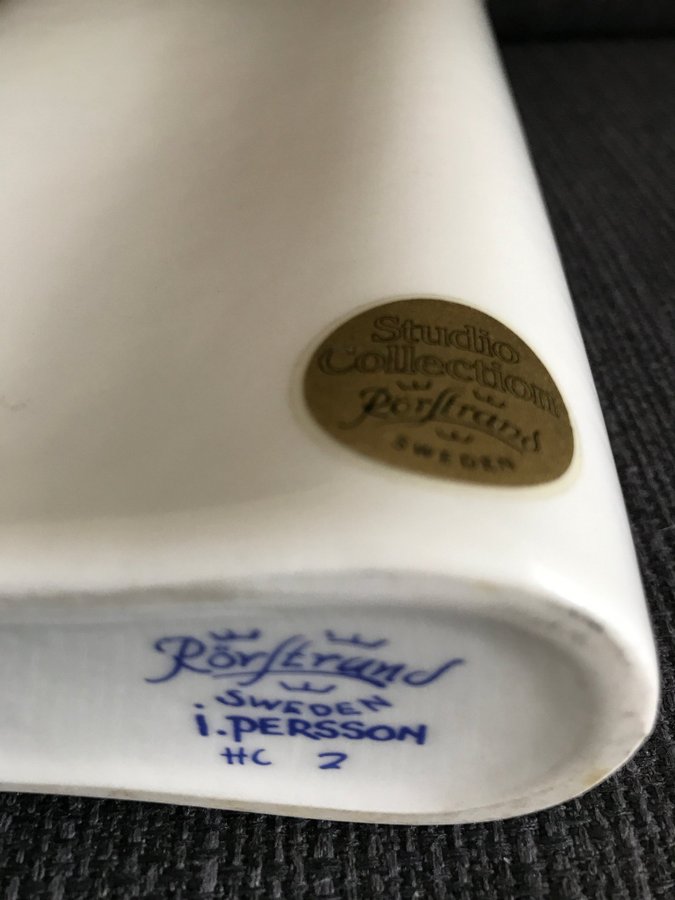 Studio
Collection
Rörstrand
SWEDEN
Rörstrand
SWEDEN
i.PERSSON
HC 2